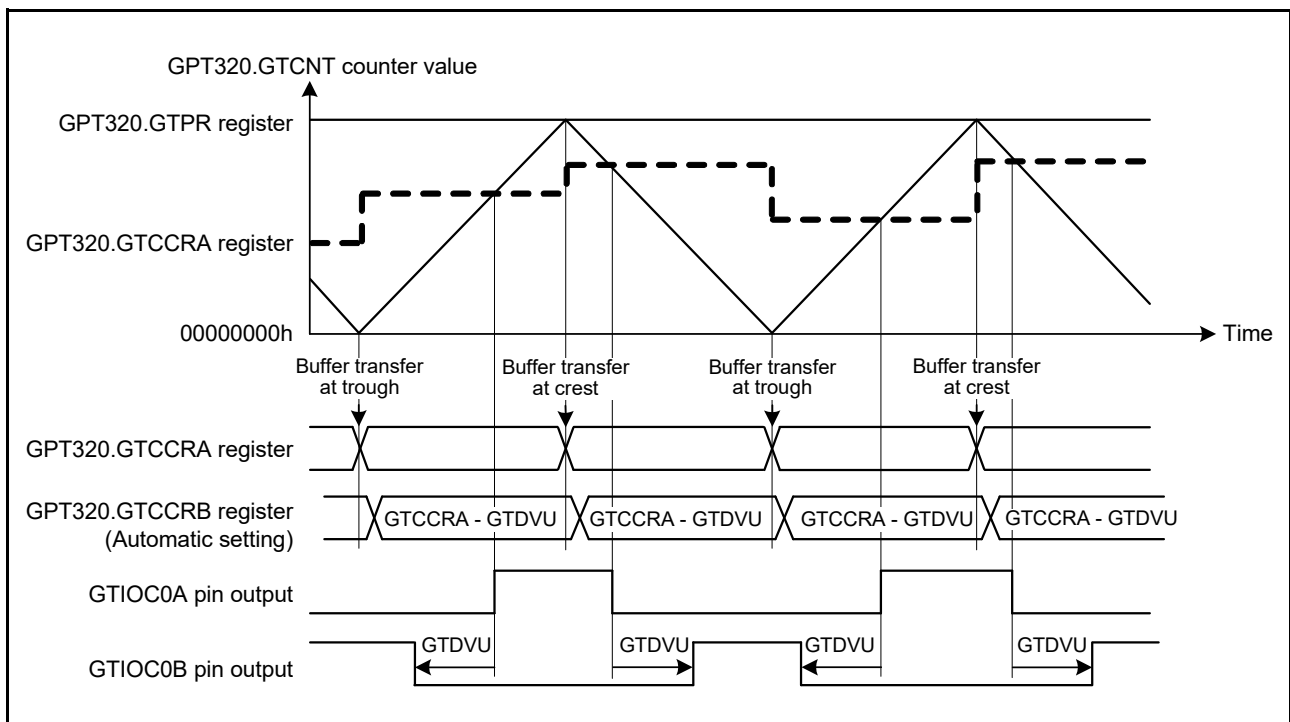 GPT320.GTCNT counter value
GPT320.GTPR register
GPT320.GTCCRA register
00000000h
Time
Buffer transfer
at trough
Buffer transfer
at crest
Buffer transfer
at trough
Buffer transfer
at crest
GPT320.GTCCRA register
GPT320.GTCCRB register
(Automatic setting)
GTCCRA - GTDVU
GTCCRA - GTDVU
GTCCRA - GTDVU
GTCCRA - GTDVU
GTIOC0A pin output
GTIOC0B pin output
GTDVU
GTDVU
GTDVU
GTDVU